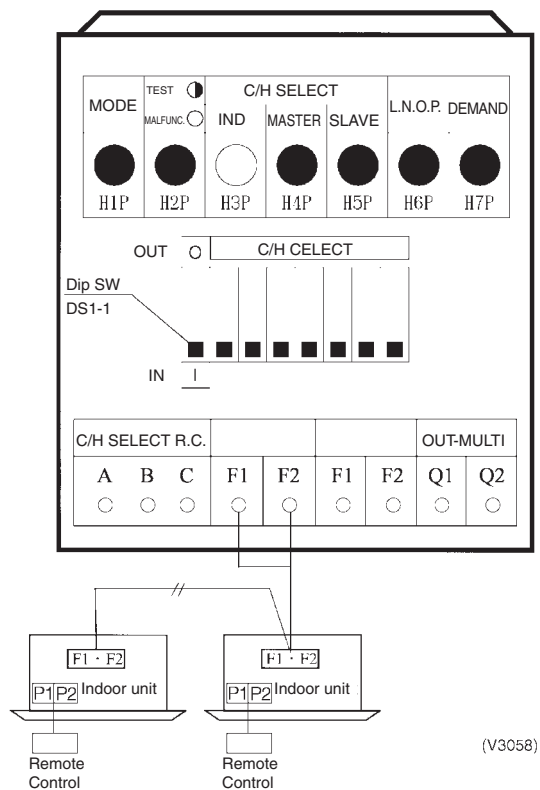 TEST C/H SELECT
MODE MALFUNC. IND MASTER SLAVE L.N.O.P. DEMAND
H1P H2P H3P H4P H5P H6P H7P
OUT C/H CELECT
Dip SW
DS1-1
IN I
C/H SELECT R.C. OUT-MULTI
A B C F1 F2 F1 F2 Q1 Q2
F1 · F2 F1 · F2
P1 P2 Indoor unit P1 P2 Indoor unit
Remote Remote
Control Control
(V3058)